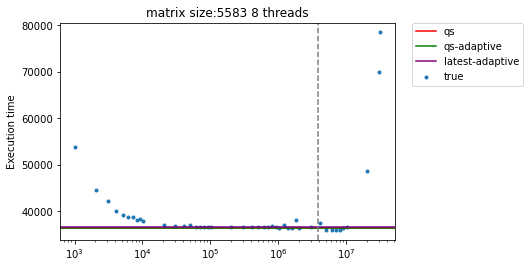 matrix size:5583 8 threads
80000
70000
60000
50000
40000
Execution time
10³
10⁴
10⁵
10⁶
10⁷
qs
qs-adaptive
latest-adaptive
true